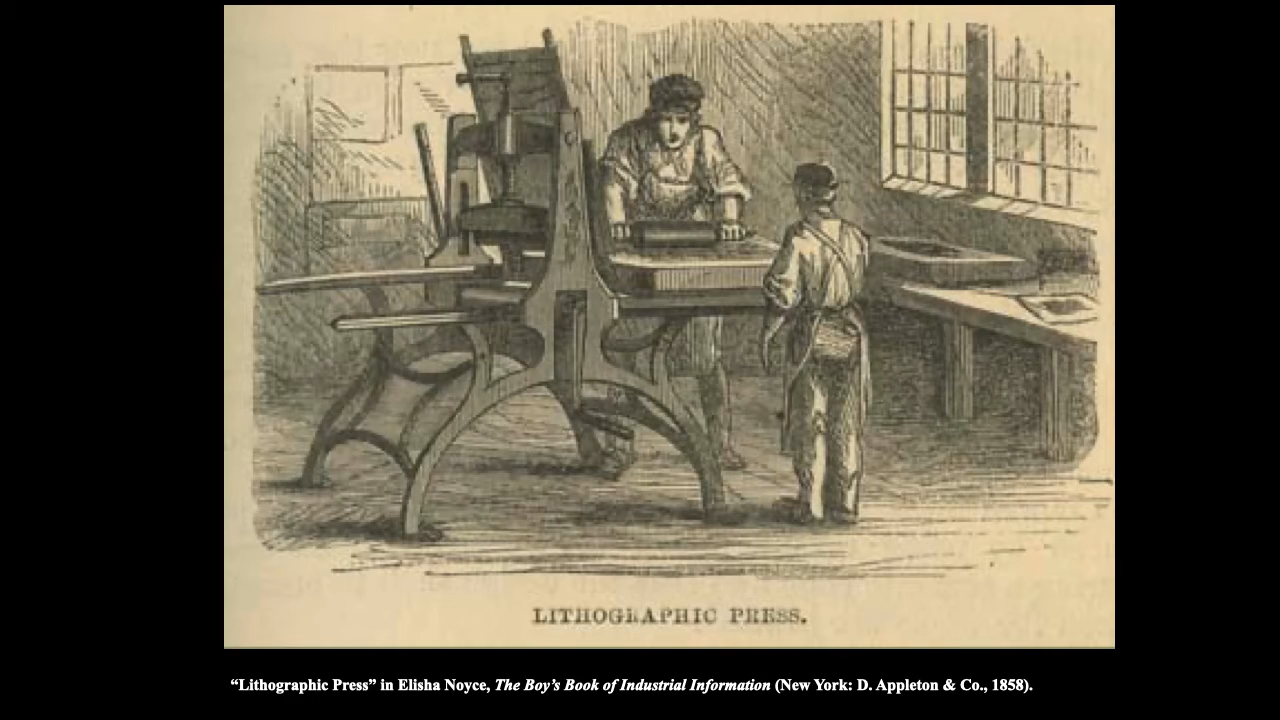 LITHOGRAPHIC PRESS.
“Lithographic Press” in Elisha Noyce, The Boy’s Book of Industrial Information (New York: D. Appleton & Co., 1858).